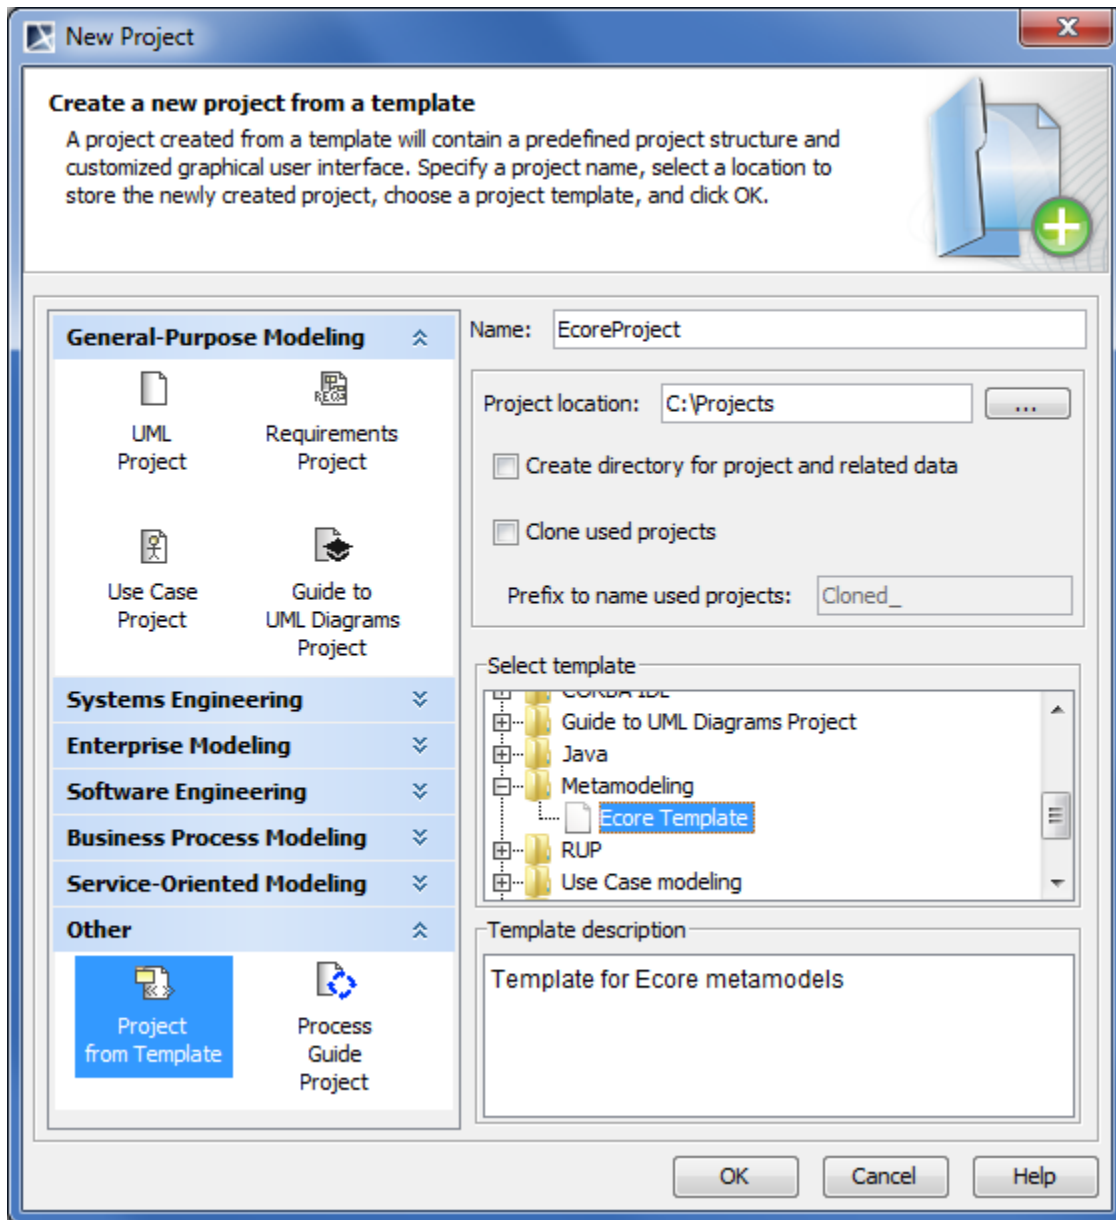 New Project
Create a new project from a template
A project created from a template will contain a predefined project structure and
customized graphical user interface. Specify a project name, select a location to
store the newly created project, choose a project template, and click OK.
General-Purpose Modeling
UML
Project
Requirements
Project
Use Case
Project
Guide to
UML Diagrams
Project
Systems Engineering
Enterprise Modeling
Software Engineering
Business Process Modeling
Service-Oriented Modeling
Other
Project
from Template
Process
Guide
Project
Name: EcoreProject
Project location: C:\Projects ...
Create directory for project and related data
Clone used projects
Prefix to name used projects: Cloned_
Select template
CORBA IDL
Guide to UML Diagrams Project
Java
Metamodeling
Ecore Template
RUP
Use Case modeling
Template description
Template for Ecore metamodels
OK Cancel Help